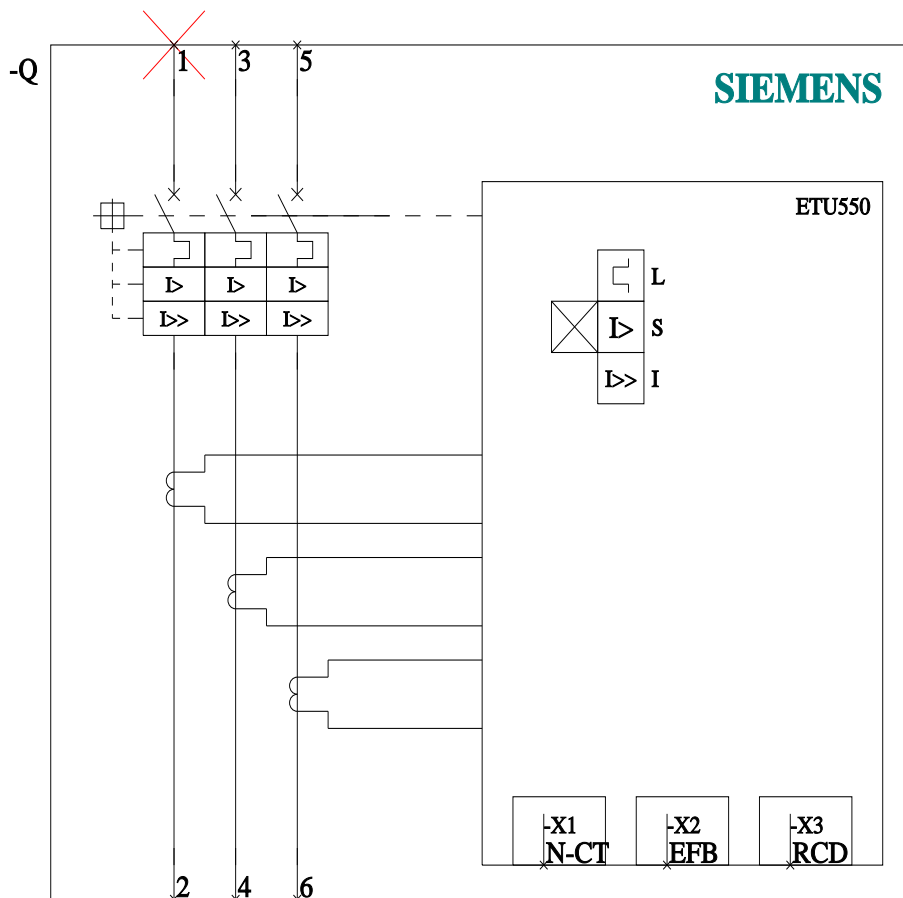 1 3 5
-Q
SIEMENS
ETU550
L
I> I> I>
I> S
I>> I>> I>>
I>> I
-X1 -X2 -X3
N-CT EFB RCD
2 4 6